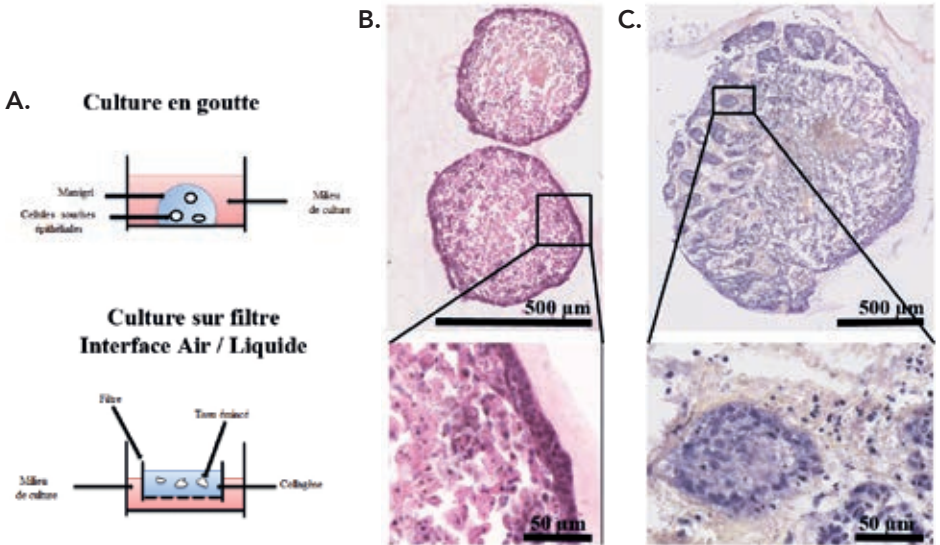 A.
Culture en goutte
Matrigel
Cellules souches
épithéliales
Milieu
de culture
Culture sur filtre
Interface Air / Liquide
Filtre
Tissu émincé
Milieu
de culture
Collagène
B.
500 µm
50 µm
C.
500 µm
50 µm